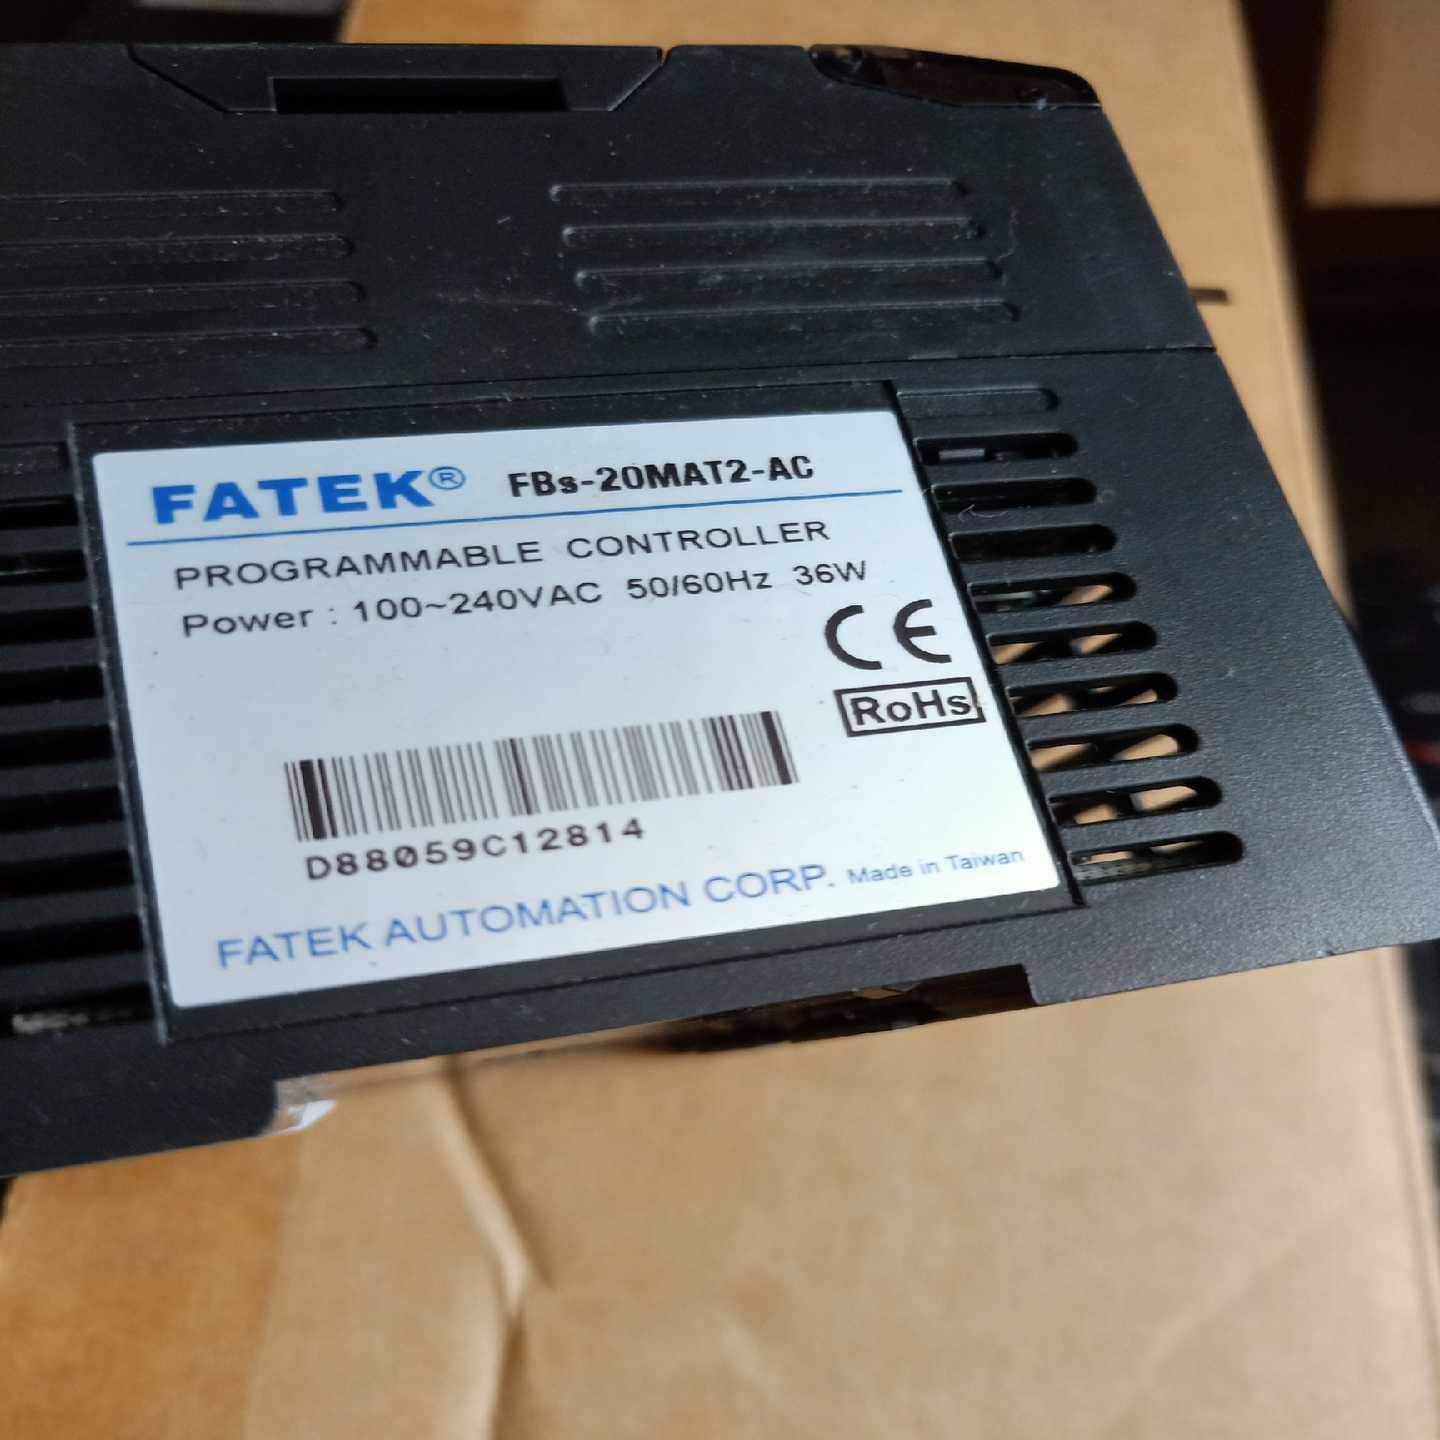 FATEK® FBs-20MAT2-AC
PROGRAMMABLE CONTROLLER
Power : 100~240VAC 50/60Hz 36W
CE
RoHs
D88059C12814
FATEK AUTOMATION CORP. Made in Taiwan